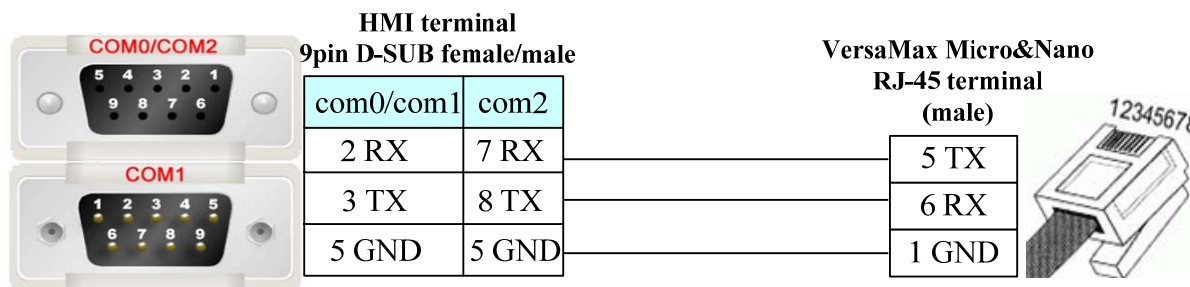 COM0/COM2
5 4 3 2 1
9 8 7 6
COM1
1 2 3 4 5
6 7 8 9
HMI terminal
9pin D-SUB female/male
com0/com1 com2
2 RX 7 RX
3 TX 8 TX
5 GND 5 GND
VersaMax Micro&Nano
RJ-45 terminal
(male)
5 TX
6 RX
1 GND
12345678